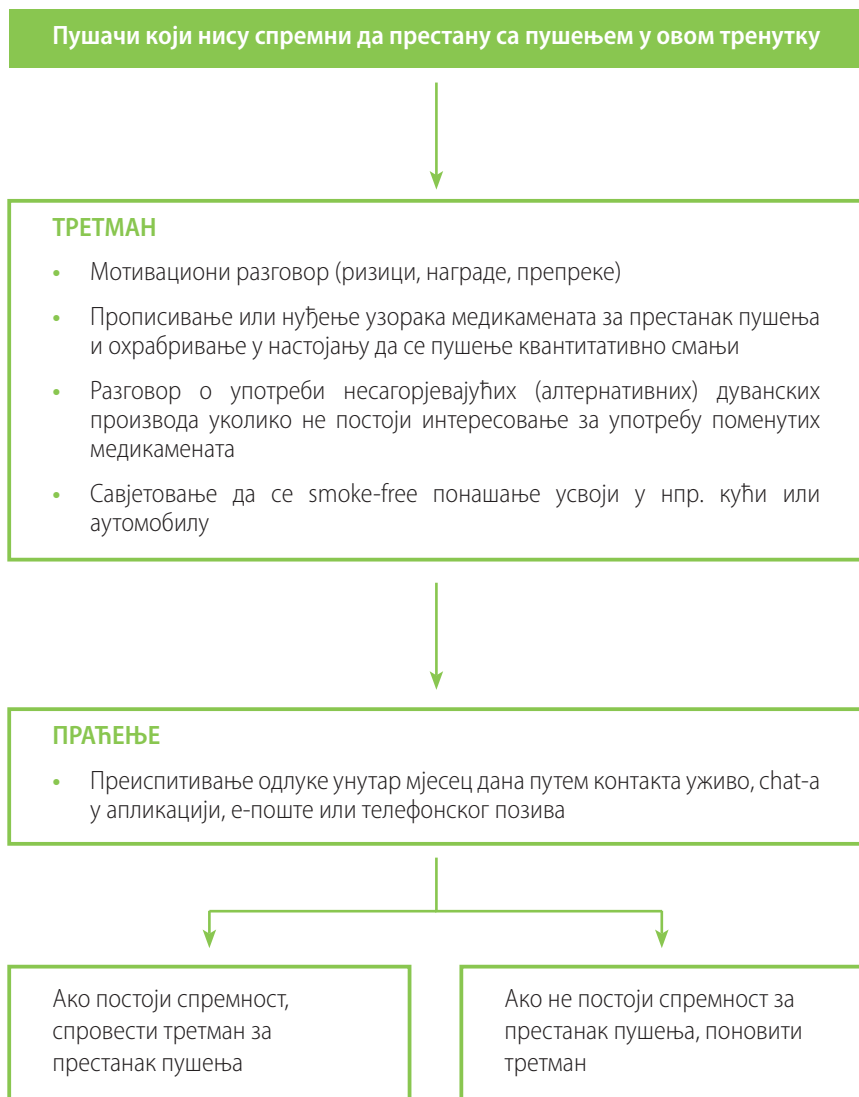 Пушачи који нису спремни да престану са пушењем у овом тренутку
ТРЕТМАН
• Мотивациони разговор (ризици, награде, препреке)
• Прописивање или нуђење узорака медикамената за престанак пушења
и охрабривање у настојању да се пушење квантитативно смањи
• Разговор о употреби несагорјевајућих (алтернативних) дуванских
производа уколико не постоји интересовање за употребу поменутих
медикамената
• Савјетовање да се smoke-free понашање усвоји у нпр. кући или
аутомобилу
ПРАЋЕЊЕ
• Преиспитивање одлуке унутар мјесец дана путем контакта уживо, chat-а
у апликацији, е-поште или телефонског позива
Ако постоји спремност,
спровести третман за
престанак пушења
Ако не постоји спремност за
престанак пушења, поновити
третман